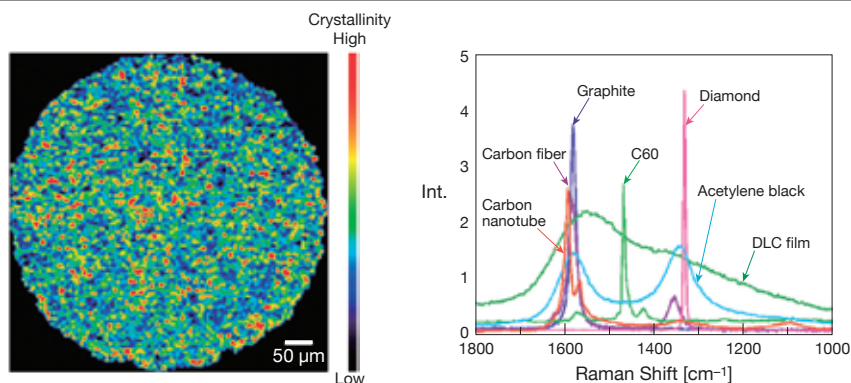 Crystallinity
High
Low
50 µm
5
4
3
2
1
0
Int.
Graphite
Diamond
Carbon fiber
C60
Carbon
nanotube
Acetylene black
DLC film
1800
1600
1400
1200
1000
Raman Shift [cm–1]